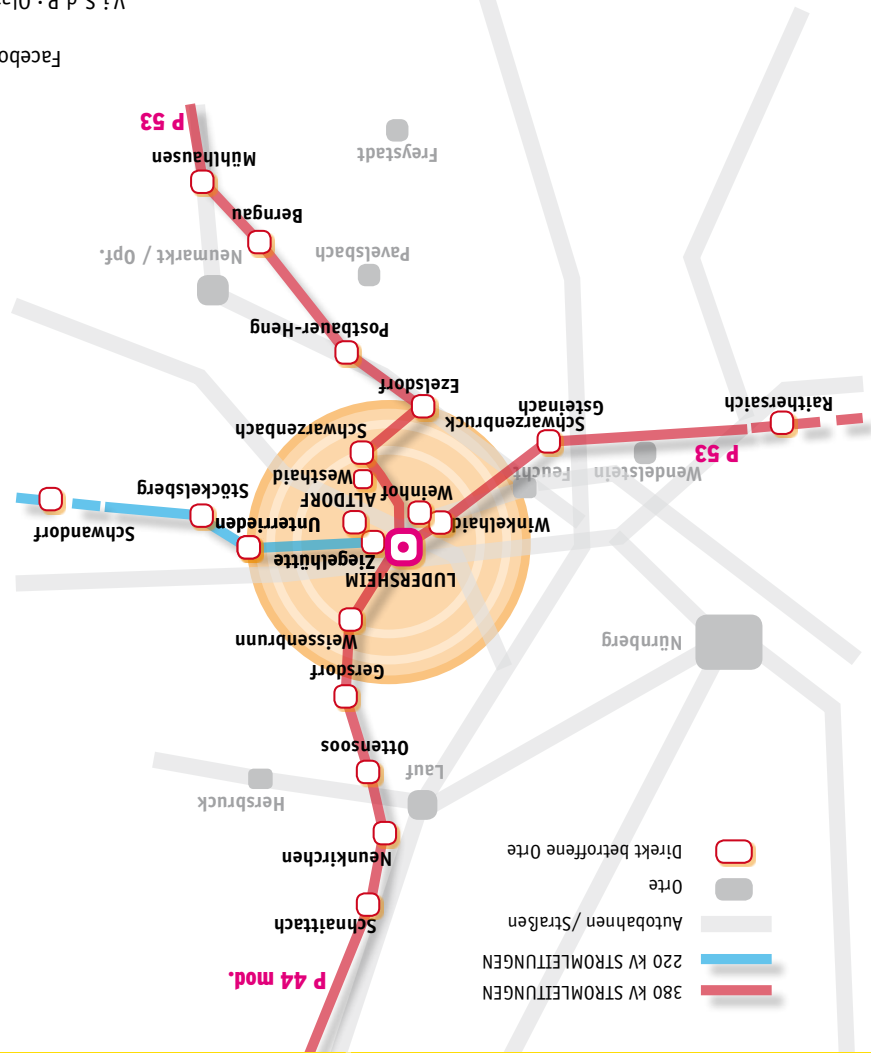 380 kV STROMLEITUNGEN
220 kV STROMLEITUNGEN
Autobahnen /Straßen
Orte
Direkt betroffene Orte
P 44 mod.
Schnaittach
Neunkirchen
Lauf
Hersbruck
Ottensoos
Gersdorf
Nürnberg
Weissenbrunn
LUDERSHEIM
Ziegelhütte
Winkelhaid
Unterrieden
Schwandorf
ALTDORF
Weinhof
Stöckelsberg
Westhaid
Wendelstein
Feucht
P 53
Schwarzenbach
Schwarzenbruck
Gsteinach
Raithersaich
Ezelsdorf
Postbauer-Heng
Neumarkt / Opf.
Pavelsbach
Berngau
Mühlhausen
Freystadt
P 53